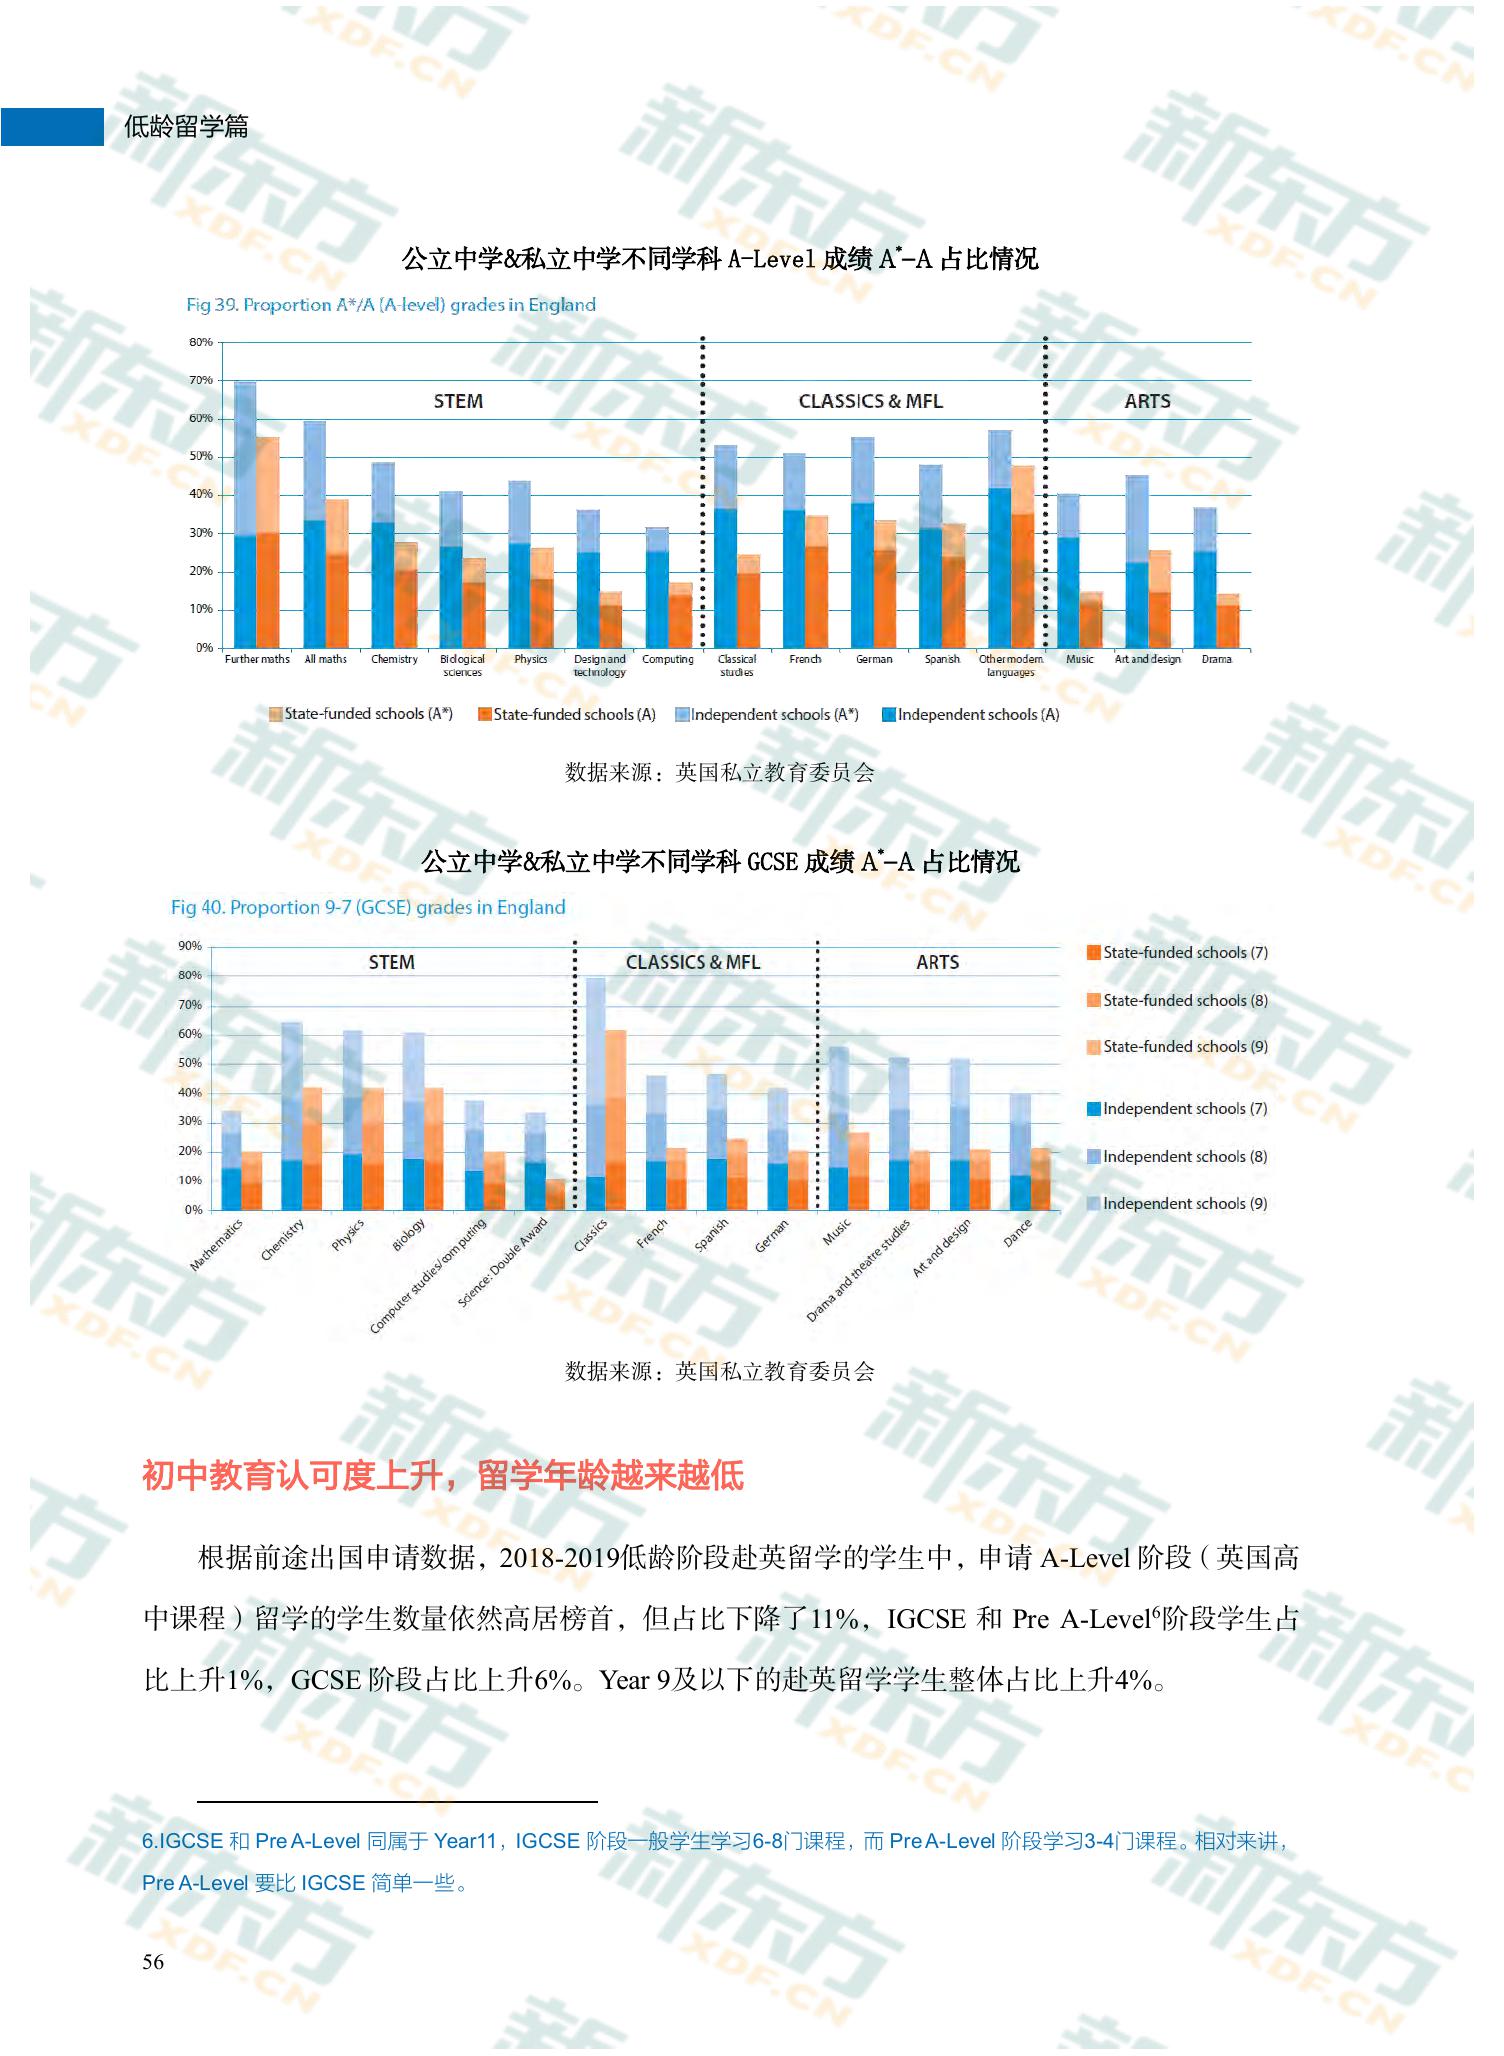 低龄留学篇
公立中学&私立中学不同学科 A-Level 成绩 A*-A 占比情况
Fig 39. Proportion A*/A (A-level) grades in England
80%
70%
60%
50%
40%
30%
20%
10%
0%
STEM
CLASSICS & MFL
ARTS
Further maths
All maths
Chemistry
Biological sciences
Physics
Design and technology
Computing
Classical studies
French
German
Spanish
Other modern languages
Music
Art and design
Drama
State-funded schools (A*)
State-funded schools (A)
Independent schools (A*)
Independent schools (A)
数据来源：英国私立教育委员会
公立中学&私立中学不同学科 GCSE 成绩 A*-A 占比情况
Fig 40. Proportion 9-7 (GCSE) grades in England
90%
80%
70%
60%
50%
40%
30%
20%
10%
0%
STEM
CLASSICS & MFL
ARTS
Mathematics
Chemistry
Physics
Biology
Computer studies/computing
Science: Double Award
Classics
French
Spanish
German
Music
Drama and theatre studies
Art and design
Dance
State-funded schools (7)
State-funded schools (8)
State-funded schools (9)
Independent schools (7)
Independent schools (8)
Independent schools (9)
数据来源：英国私立教育委员会
初中教育认可度上升，留学年龄越来越低
根据前途出国申请数据，2018-2019低龄阶段赴英留学的学生中，申请 A-Level 阶段（英国高
中课程）留学的学生数量依然高居榜首，但占比下降了11%，IGCSE 和 Pre A-Level6阶段学生占
比上升1%，GCSE 阶段占比上升6%。Year 9及以下的赴英留学学生整体占比上升4%。
6.IGCSE 和 Pre A-Level 同属于 Year11，IGCSE 阶段一般学生学习6-8门课程，而 Pre A-Level 阶段学习3-4门课程。相对来讲，
Pre A-Level 要比 IGCSE 简单一些。
56
新东方
XDF.CN